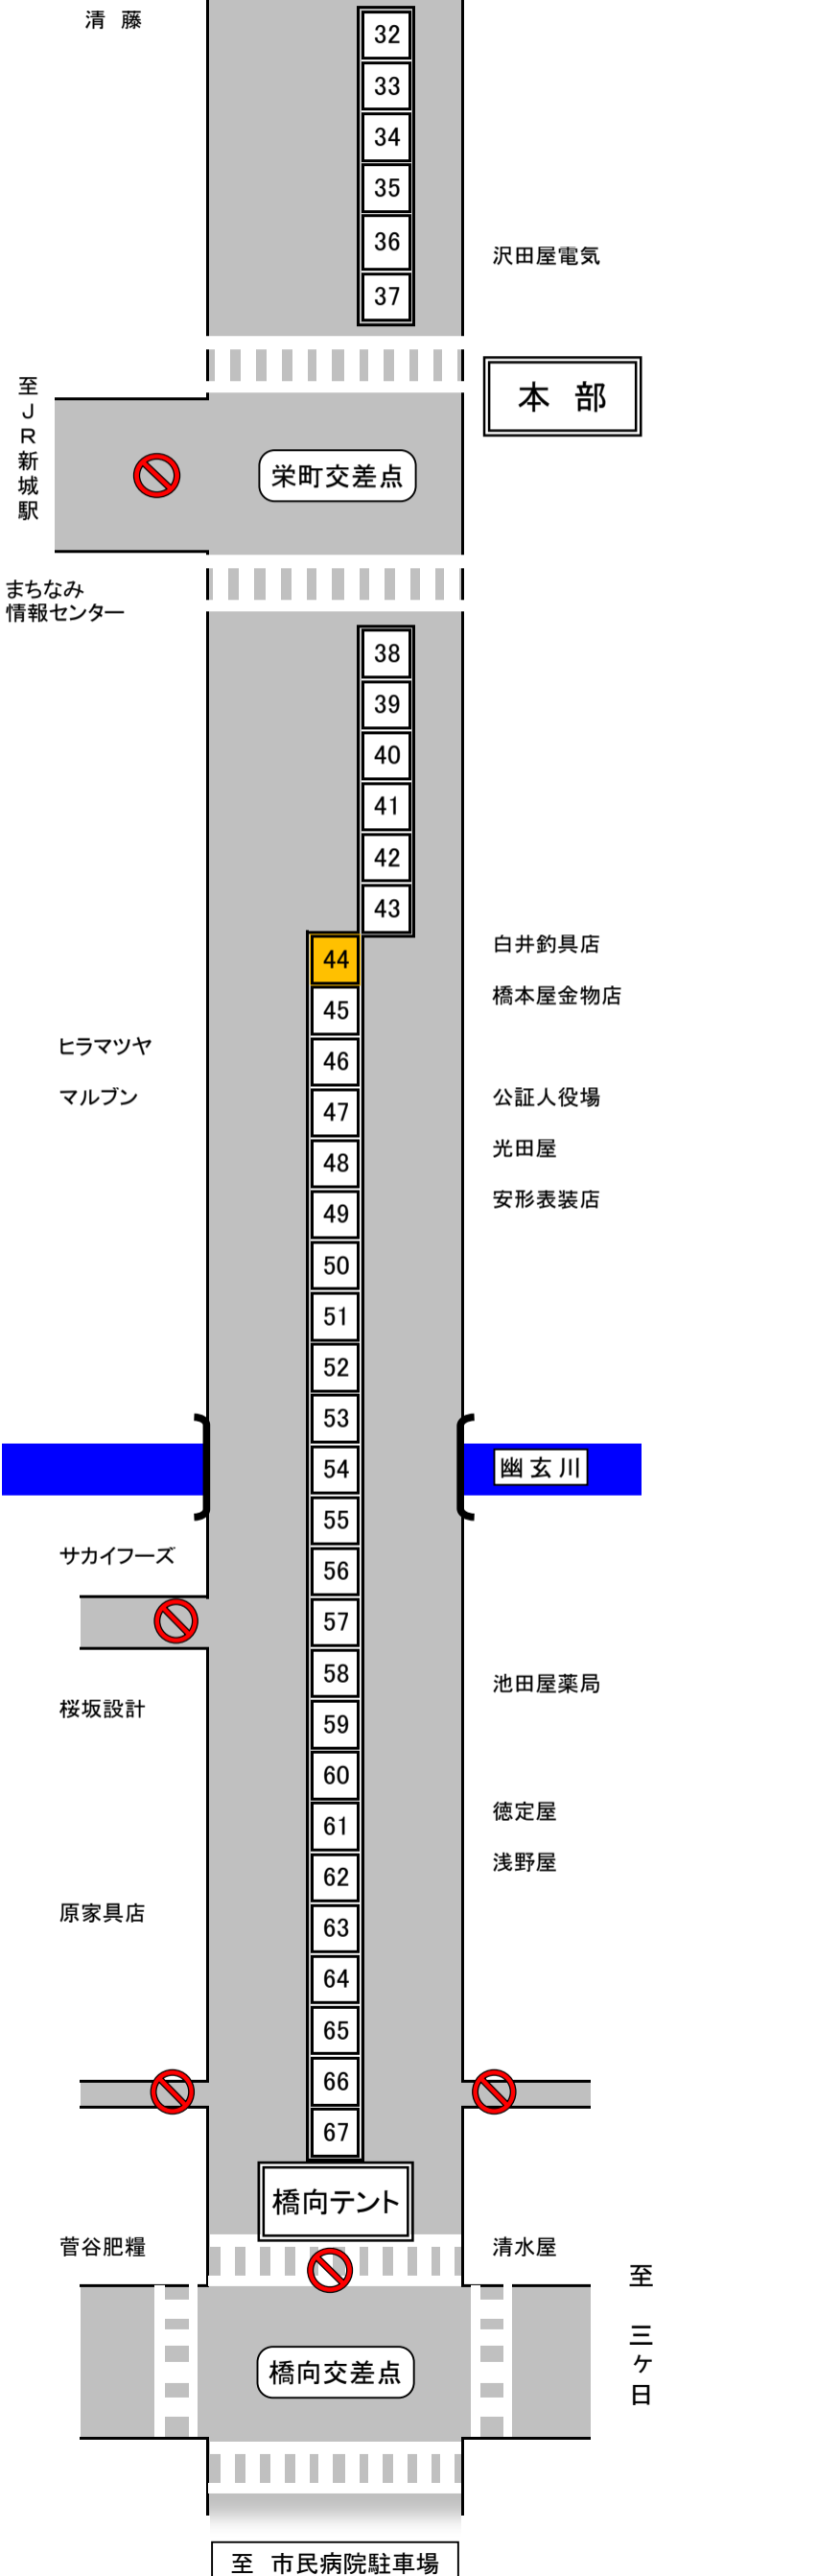 清 藤
32
33
34
35
36
沢田屋電気
37
本 部
至JR新城駅
栄町交差点
まちなみ
情報センター
38
39
40
41
42
43
白井釣具店
44
橋本屋金物店
45
ヒラマツヤ
46
マルブン
47
公証人役場
48
光田屋
49
安形表装店
50
51
52
53
54
幽玄川
55
サカイフーズ
56
57
58
池田屋薬局
桜坂設計
59
60
61
徳定屋
62
浅野屋
原家具店
63
64
65
66
67
橋向テント
菅谷肥糧
清水屋
至 三ケ日
橋向交差点
至 市民病院駐車場